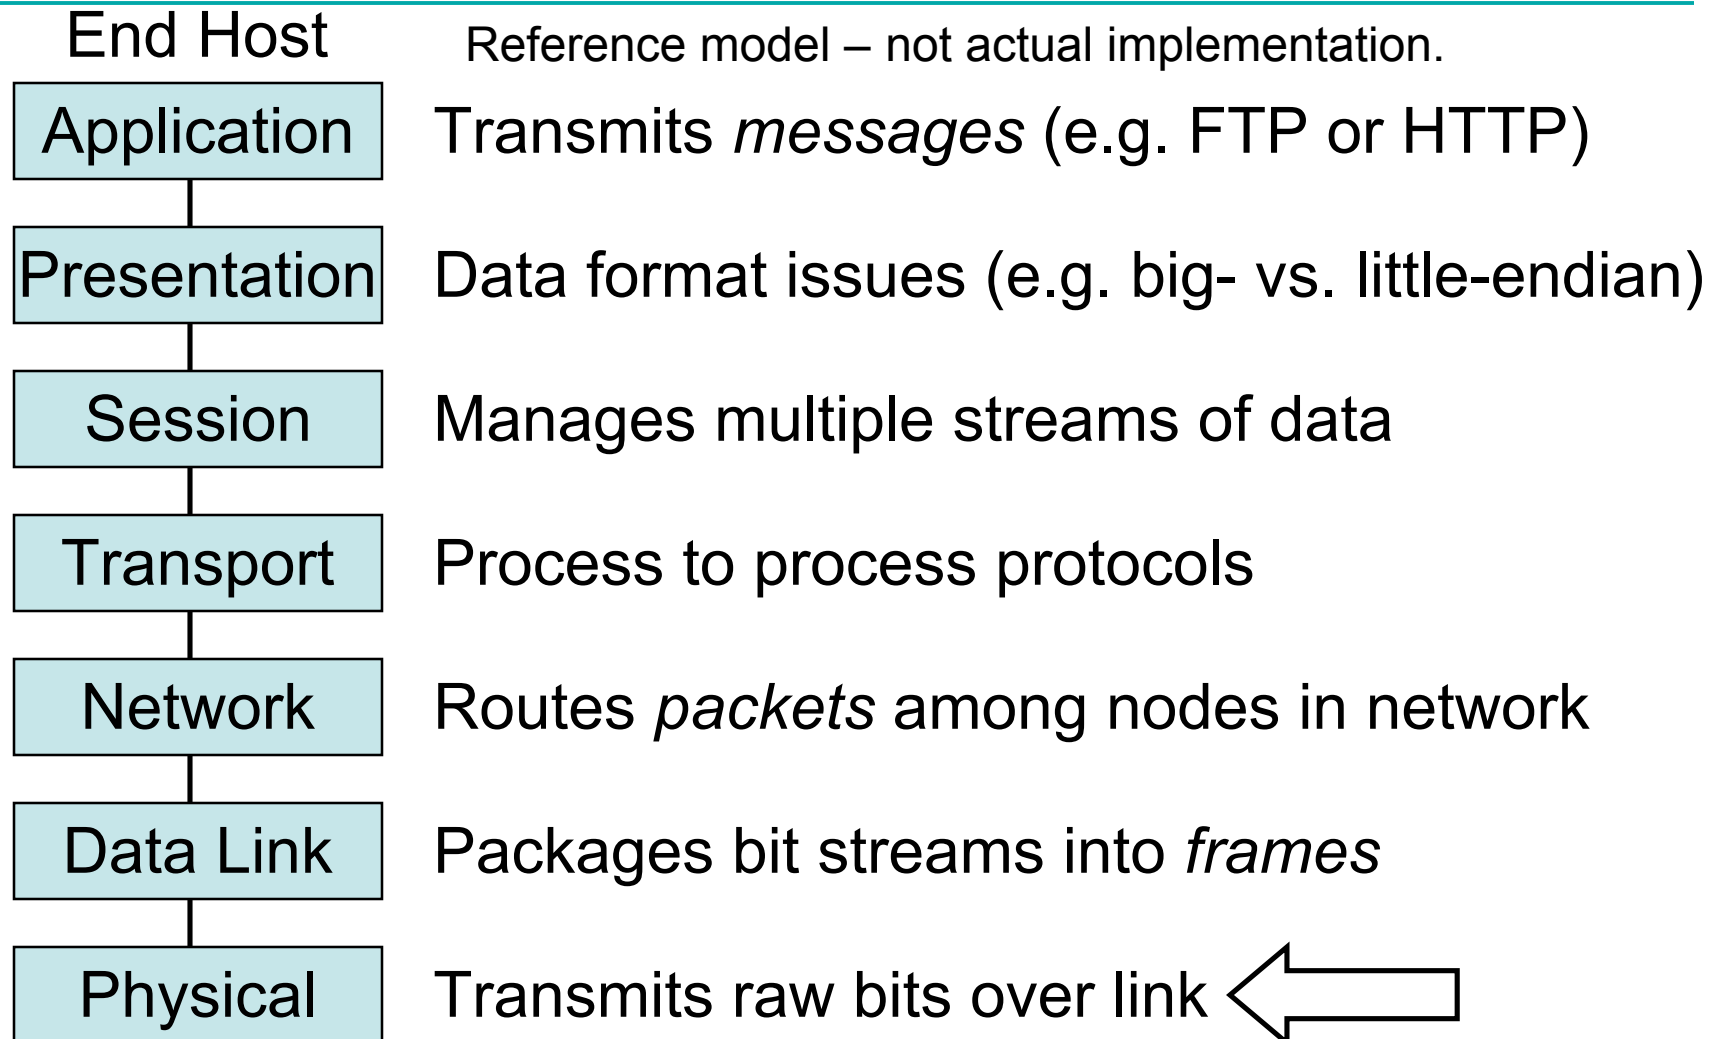 End Host
Reference model – not actual implementation.
Application
Transmits messages (e.g. FTP or HTTP)
Presentation
Data format issues (e.g. big- vs. little-endian)
Session
Manages multiple streams of data
Transport
Process to process protocols
Network
Routes packets among nodes in network
Data Link
Packages bit streams into frames
Physical
Transmits raw bits over link